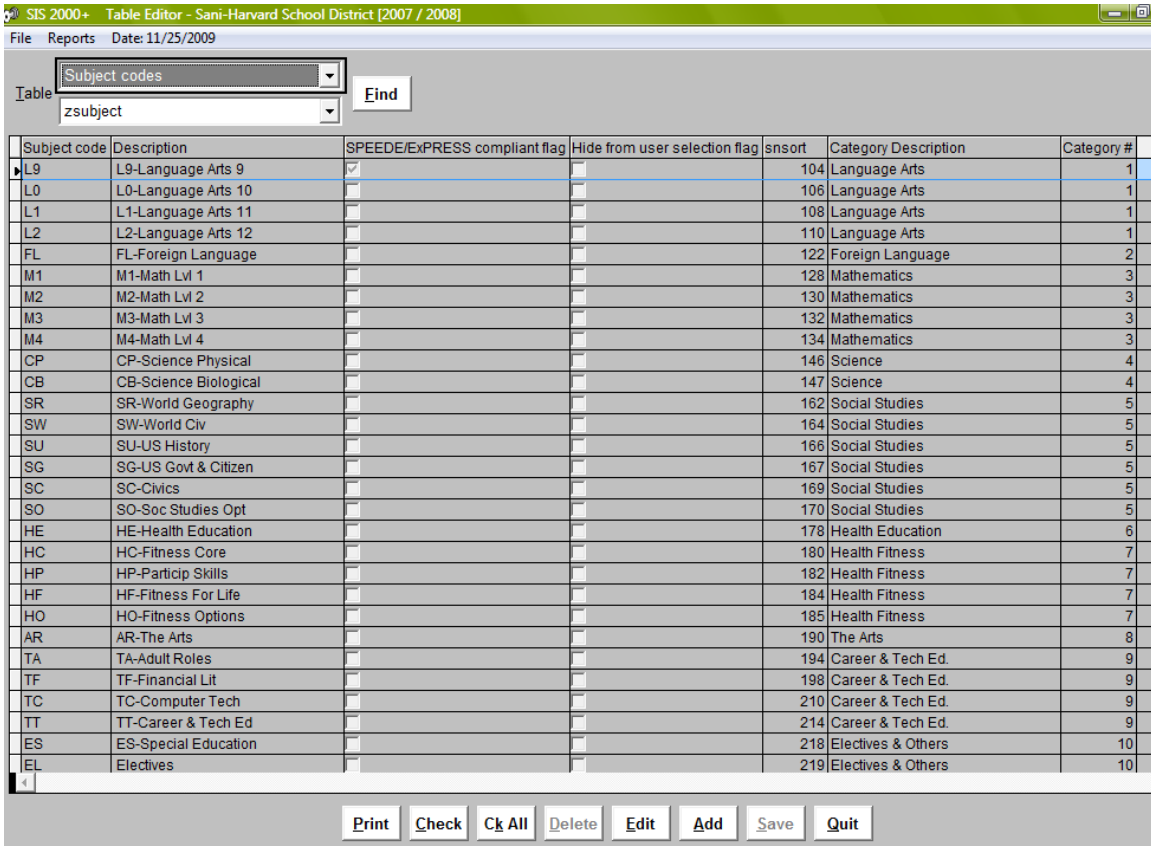 SIS 2000+ Table Editor - Sani-Harvard School District [2007 / 2008]
File Reports Date: 11/25/2009
Table Subject codes
zsubject
Find
Subject code Description SPEEDE/ExPRESS compliant flag Hide from user selection flag snsort Category Description Category #
L9 L9-Language Arts 9 104 Language Arts 1
L0 L0-Language Arts 10 106 Language Arts 1
L1 L1-Language Arts 11 108 Language Arts 1
L2 L2-Language Arts 12 110 Language Arts 1
FL FL-Foreign Language 122 Foreign Language 2
M1 M1-Math Lvl 1 128 Mathematics 3
M2 M2-Math Lvl 2 130 Mathematics 3
M3 M3-Math Lvl 3 132 Mathematics 3
M4 M4-Math Lvl 4 134 Mathematics 3
CP CP-Science Physical 146 Science 4
CB CB-Science Biological 147 Science 4
SR SR-World Geography 162 Social Studies 5
SW SW-World Civ 164 Social Studies 5
SU SU-US History 166 Social Studies 5
SG SG-US Govt & Citizen 167 Social Studies 5
SC SC-Civics 169 Social Studies 5
SO SO-Soc Studies Opt 170 Social Studies 5
HE HE-Health Education 178 Health Education 6
HC HC-Fitness Core 180 Health Fitness 7
HP HP-Particip Skills 182 Health Fitness 7
HF HF-Fitness For Life 184 Health Fitness 7
HO HO-Fitness Options 185 Health Fitness 7
AR AR-The Arts 190 The Arts 8
TA TA-Adult Roles 194 Career & Tech Ed. 9
TF TF-Financial Lit 198 Career & Tech Ed. 9
TC TC-Computer Tech 210 Career & Tech Ed. 9
TT TT-Career & Tech Ed 214 Career & Tech Ed. 9
ES ES-Special Education 218 Electives & Others 10
EL Electives 219 Electives & Others 10
Print Check Ck All Delete Edit Add Save Quit